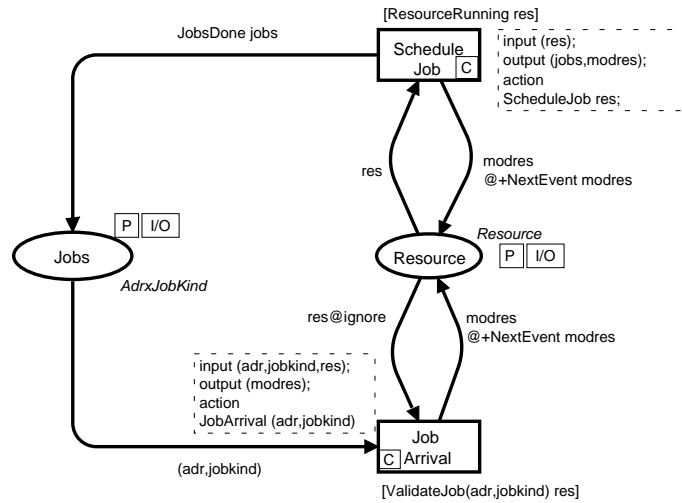 [ResourceRunning res]
JobsDone jobs
Schedule
Job
C
input (res);
output (jobs,modres);
action
ScheduleJob res;
res
modres
@+NextEvent modres
P I/O
Jobs
AdrxJobKind
Resource
Resource
P I/O
res@ignore
modres
@+NextEvent modres
input (adr,jobkind,res);
output (modres);
action
JobArrival (adr,jobkind)
Job
C Arrival
(adr,jobkind)
[ValidateJob(adr,jobkind) res]